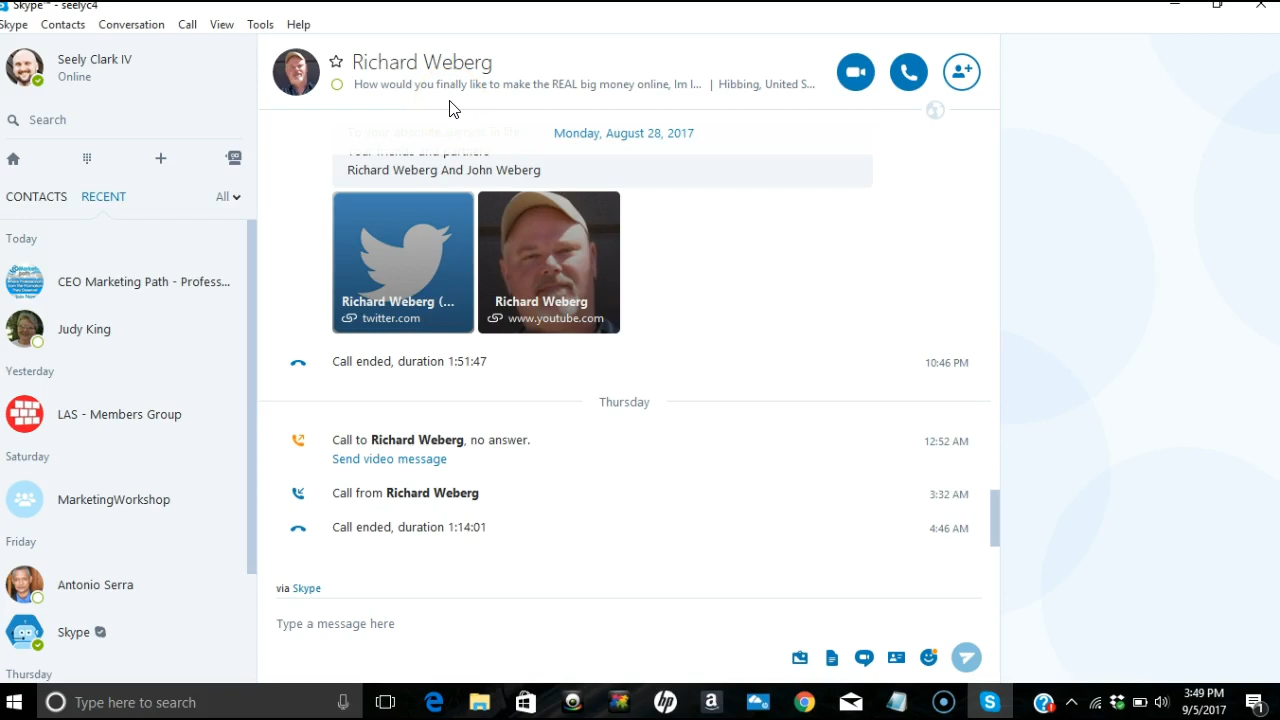 Skype™ - seelyc4
Skype Contacts Conversation Call View Tools Help
Seely Clark IV
Online
Search
CONTACTS RECENT All
Today
CEO Marketing Path - Profess...
Judy King
Yesterday
LAS - Members Group
Saturday
MarketingWorkshop
Friday
Antonio Serra
Skype
Thursday
Richard Weberg
How would you finally like to make the REAL big money online, Im l... | Hibbing, United S...
Monday, August 28, 2017
Your friends and partners
Richard Weberg And John Weberg
Richard Weberg (...
twitter.com
Richard Weberg
www.youtube.com
Call ended, duration 1:51:47 10:46 PM
Thursday
Call to Richard Weberg, no answer. 12:52 AM
Send video message
Call from Richard Weberg 3:32 AM
Call ended, duration 1:14:01 4:46 AM
via Skype
Type a message here
Type here to search
hp
a
3:49 PM
9/5/2017
1